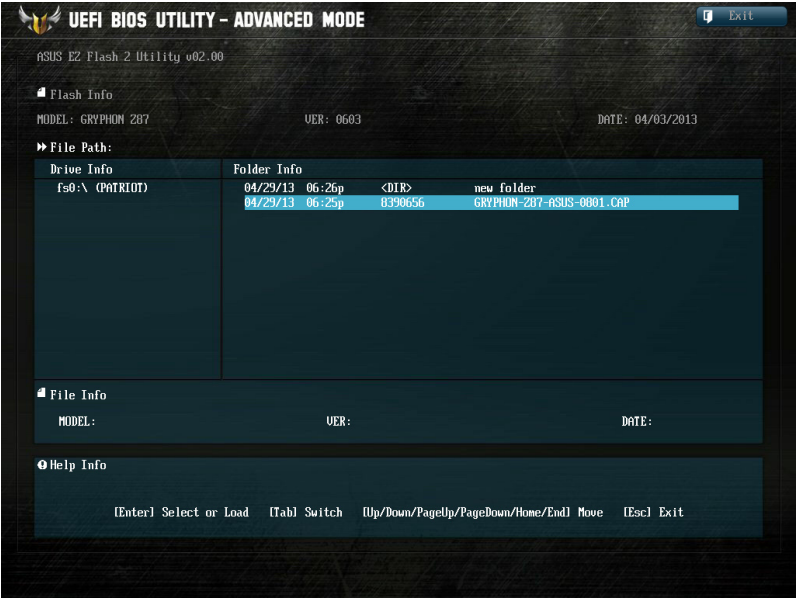 UEFI BIOS UTILITY – ADVANCED MODE
Exit
ASUS EZ Flash 2 Utility v02.00
Flash Info
MODEL: GRYPHON Z87 VER: 0603 DATE: 04/03/2013
File Path:
Drive Info Folder Info
fs0:\ (PATRIOT) 04/29/13 06:26p <DIR> new folder
04/29/13 06:25p 8390656 GRYPHON-Z87-ASUS-0801.CAP
File Info
MODEL: VER: DATE:
Help Info
[Enter] Select or Load [Tab] Switch [Up/Down/PageUp/PageDown/Home/End] Move [Esc] Exit